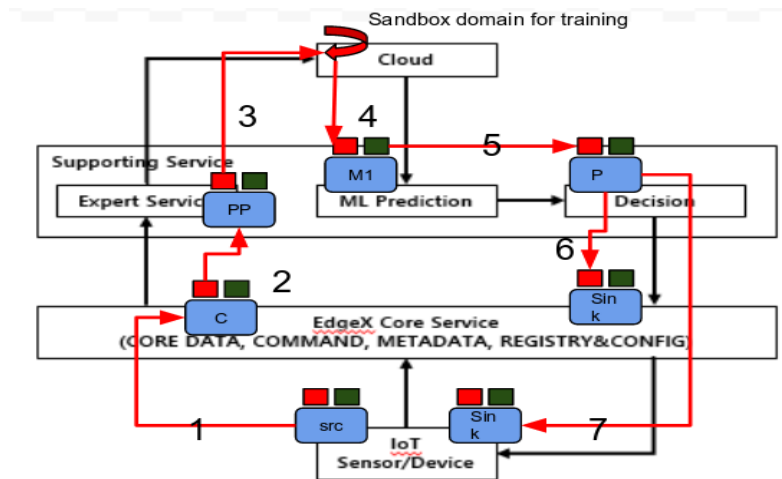 Sandbox domain for training
Cloud
3
4
5
Supporting Service
M1
P
Expert Servic
PP
ML Prediction
Decision
6
2
Sin
k
C
EdgeX Core Service
(CORE DATA, COMMAND, METADATA, REGISTRY&CONFIG)
1
src
Sin
k
7
IoT
Sensor/Device